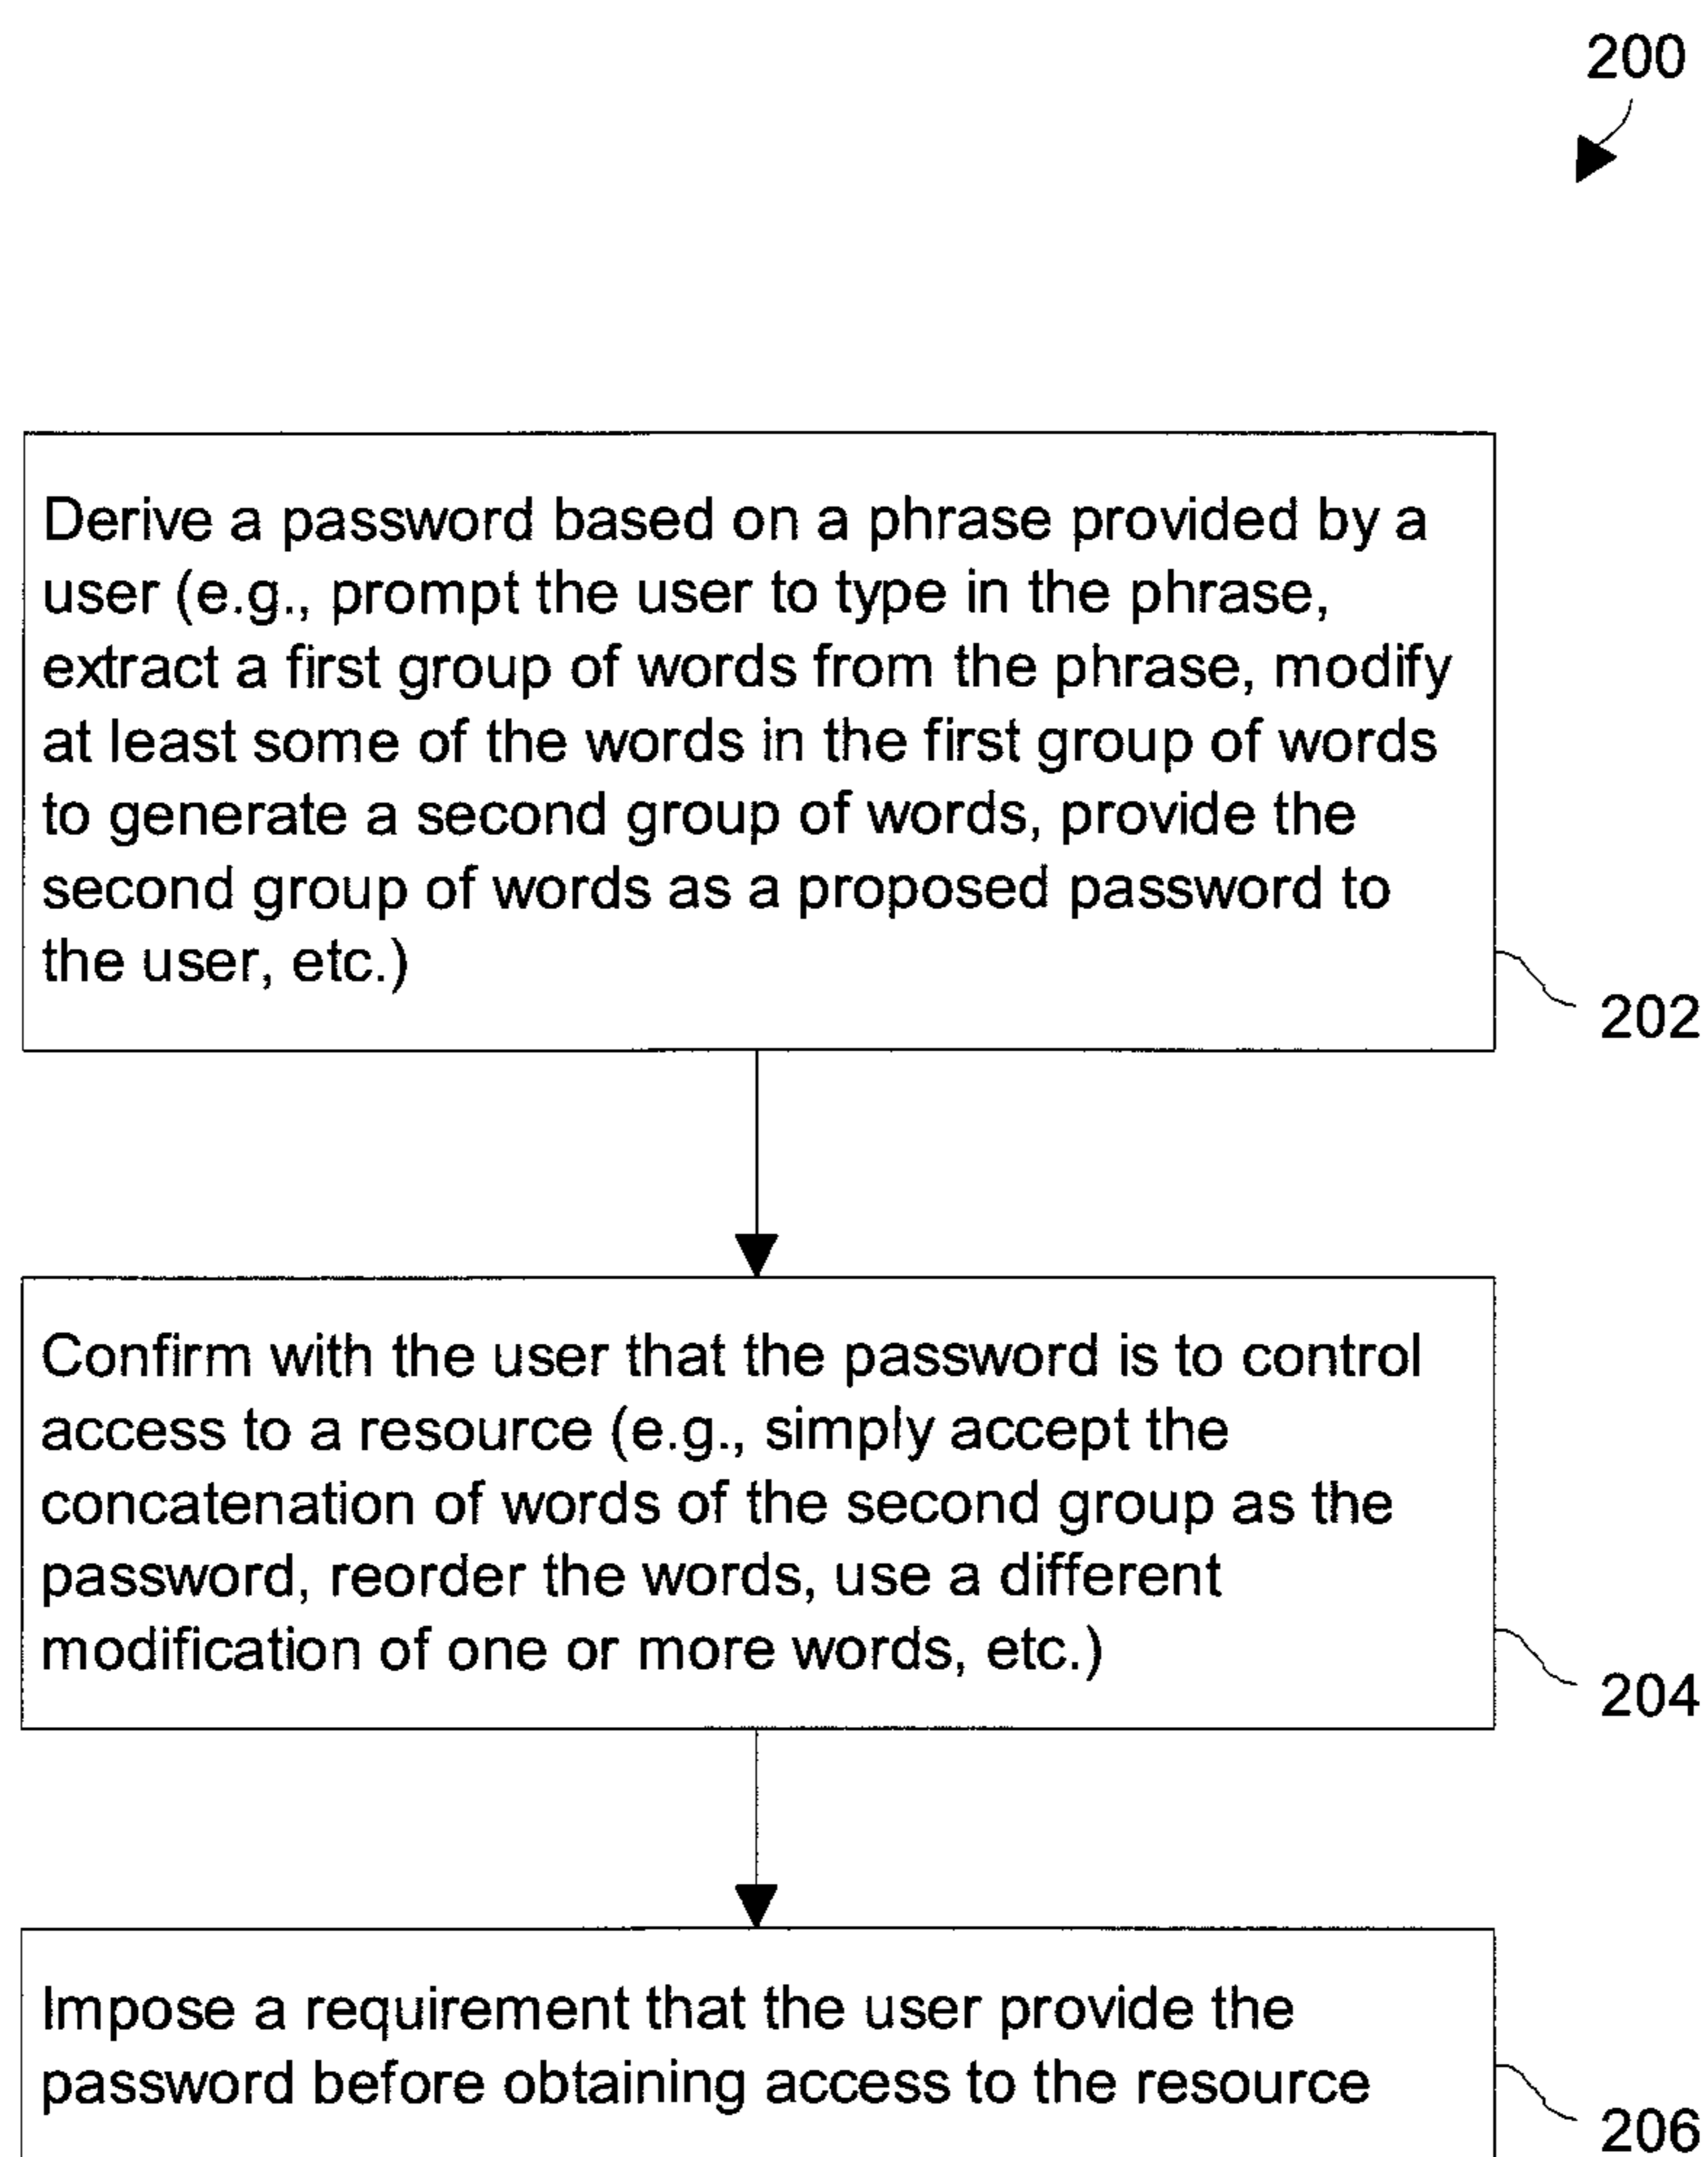 200
Derive a password based on a phrase provided by a
user (e.g., prompt the user to type in the phrase,
extract a first group of words from the phrase, modify
at least some of the words in the first group of words
to generate a second group of words, provide the
second group of words as a proposed password to
the user, etc.)
202
Confirm with the user that the password is to control
access to a resource (e.g., simply accept the
concatenation of words of the second group as the
password, reorder the words, use a different
modification of one or more words, etc.)
204
Impose a requirement that the user provide the
password before obtaining access to the resource
206